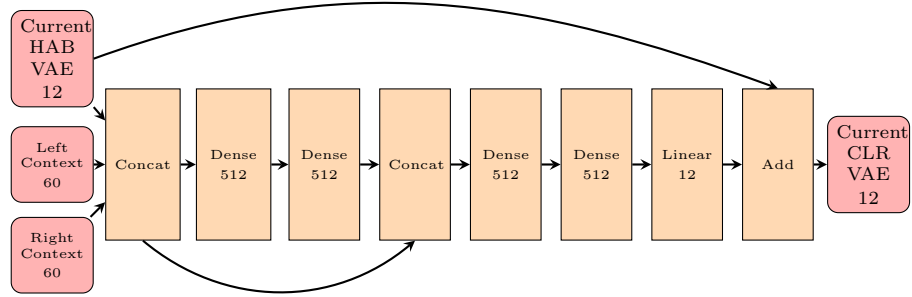 Current
HAB
VAE
12
Left
Context
60
Right
Context
60
Concat
Dense
512
Dense
512
Concat
Dense
512
Dense
512
Linear
12
Add
Current
CLR
VAE
12